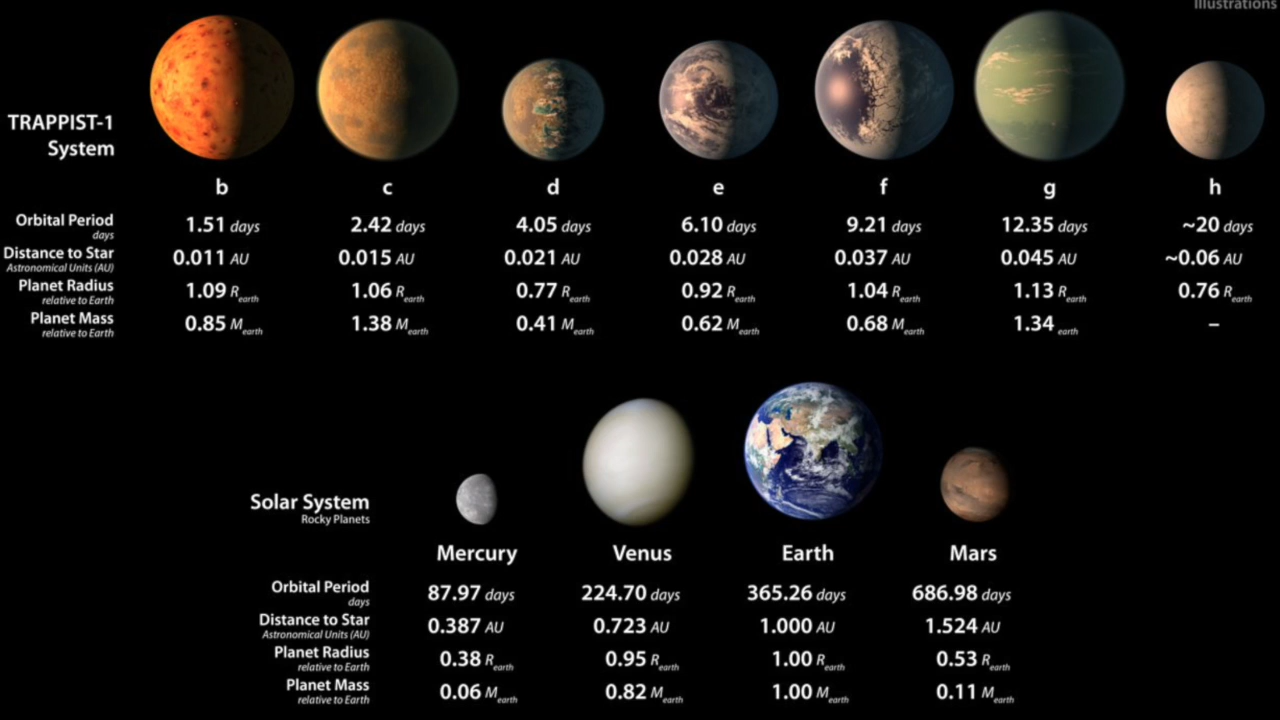 Illustrations
TRAPPIST-1
System
b c d e f g h
Orbital Period
days
1.51 days 2.42 days 4.05 days 6.10 days 9.21 days 12.35 days ~20 days
Distance to Star
Astronomical Units (AU)
0.011 AU 0.015 AU 0.021 AU 0.028 AU 0.037 AU 0.045 AU ~0.06 AU
Planet Radius
relative to Earth
1.09 Rearth 1.06 Rearth 0.77 Rearth 0.92 Rearth 1.04 Rearth 1.13 Rearth 0.76 Rearth
Planet Mass
relative to Earth
0.85 Mearth 1.38 Mearth 0.41 Mearth 0.62 Mearth 0.68 Mearth 1.34 earth –
Solar System
Rocky Planets
Mercury Venus Earth Mars
Orbital Period
days
87.97 days 224.70 days 365.26 days 686.98 days
Distance to Star
Astronomical Units (AU)
0.387 AU 0.723 AU 1.000 AU 1.524 AU
Planet Radius
relative to Earth
0.38 Rearth 0.95 Rearth 1.00 Rearth 0.53 Rearth
Planet Mass
relative to Earth
0.06 Mearth 0.82 Mearth 1.00 Mearth 0.11 Mearth